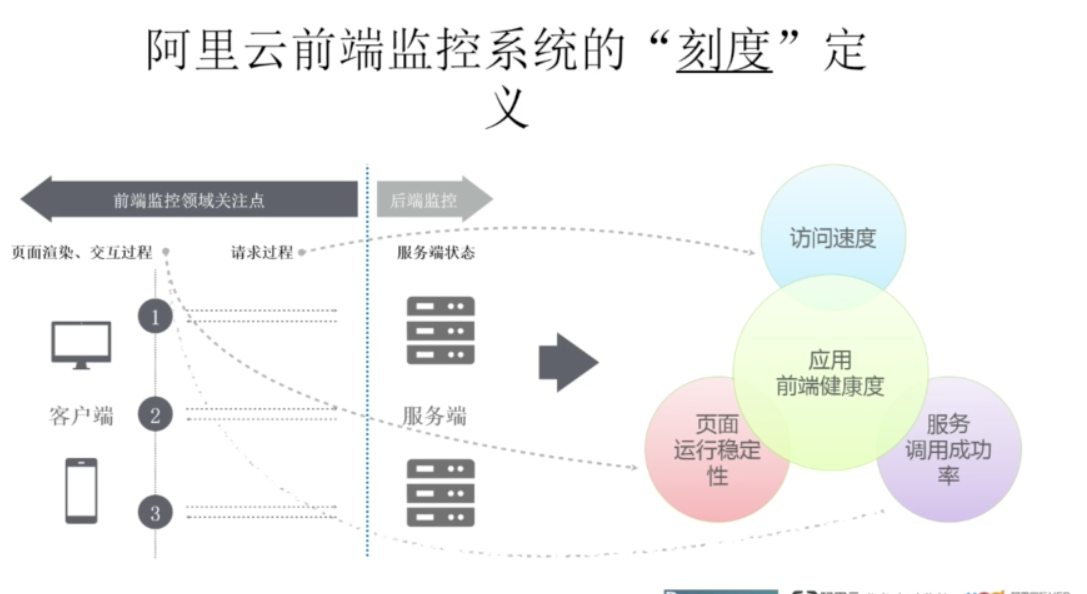 阿里云前端监控系统的“刻度”定
义
前端监控领域关注点
后端监控
页面渲染、交互过程
请求过程
服务端状态
1
2
3
客户端
服务端
访问速度
应用
前端健康度
页面
运行稳定
性
服务
调用成功
率